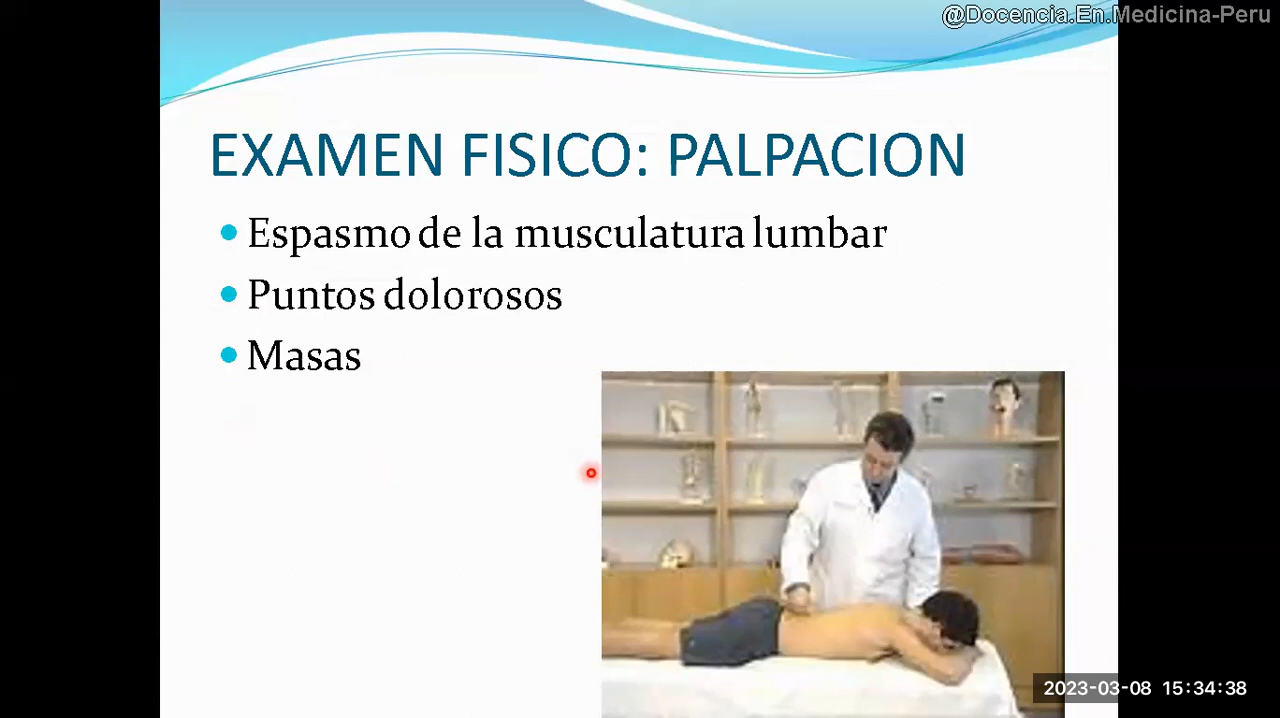 @Docencia.En.Medicina-Peru
EXAMEN FISICO: PALPACION
Espasmo de la musculatura lumbar
Puntos dolorosos
Masas
2023-03-08 15:34:38